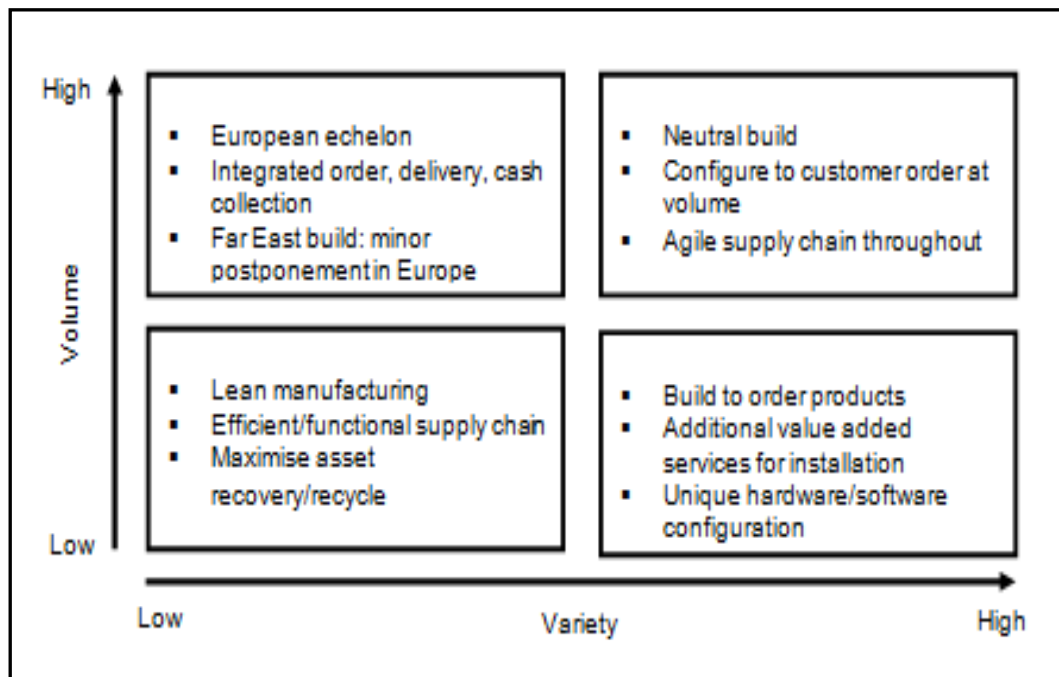 High
▪ European echelon
▪ Integrated order, delivery, cash
collection
▪ Far East build: minor
postponement in Europe
▪ Neutral build
▪ Configure to customer order at
volume
▪ Agile supply chain throughout
Volume
▪ Lean manufacturing
▪ Efficient/functional supply chain
▪ Maximise asset
recovery/recycle
▪ Build to order products
▪ Additional value added
services for installation
▪ Unique hardware/software
configuration
Low
Low
Variety
High